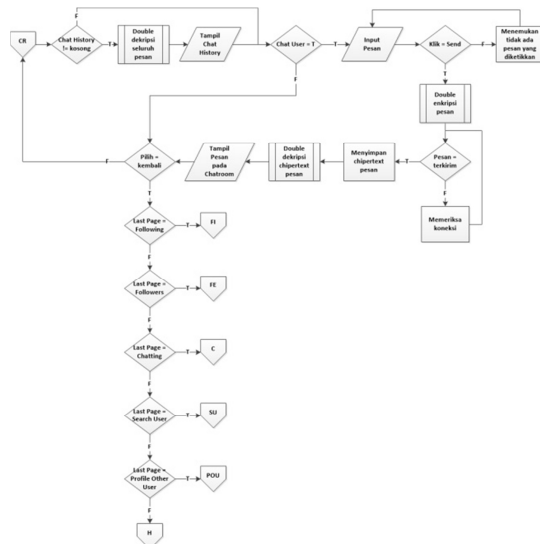 F
CR
Chat History
!= kosong
T
Double
dekripsi
seluruh
pesan
Tampil
Chat
History
Chat User = T
T
Input
Pesan
Klik = Send
F
Menemukan
tidak ada
pesan yang
diketikkan
F
T
Double
enkripsi
pesan
F
Pilih =
kembali
Tampil
Pesan
pada
Chatroom
Double
dekripsi
chipertext
pesan
Menyimpan
chipertext
pesan
T
Pesan =
terkirim
T
F
Last Page =
Following
T
FI
Memeriksa
koneksi
F
Last Page =
Followers
T
FE
F
Last Page =
Chatting
T
C
F
Last Page =
Search User
T
SU
F
Last Page =
Profile Other
User
T
POU
F
H